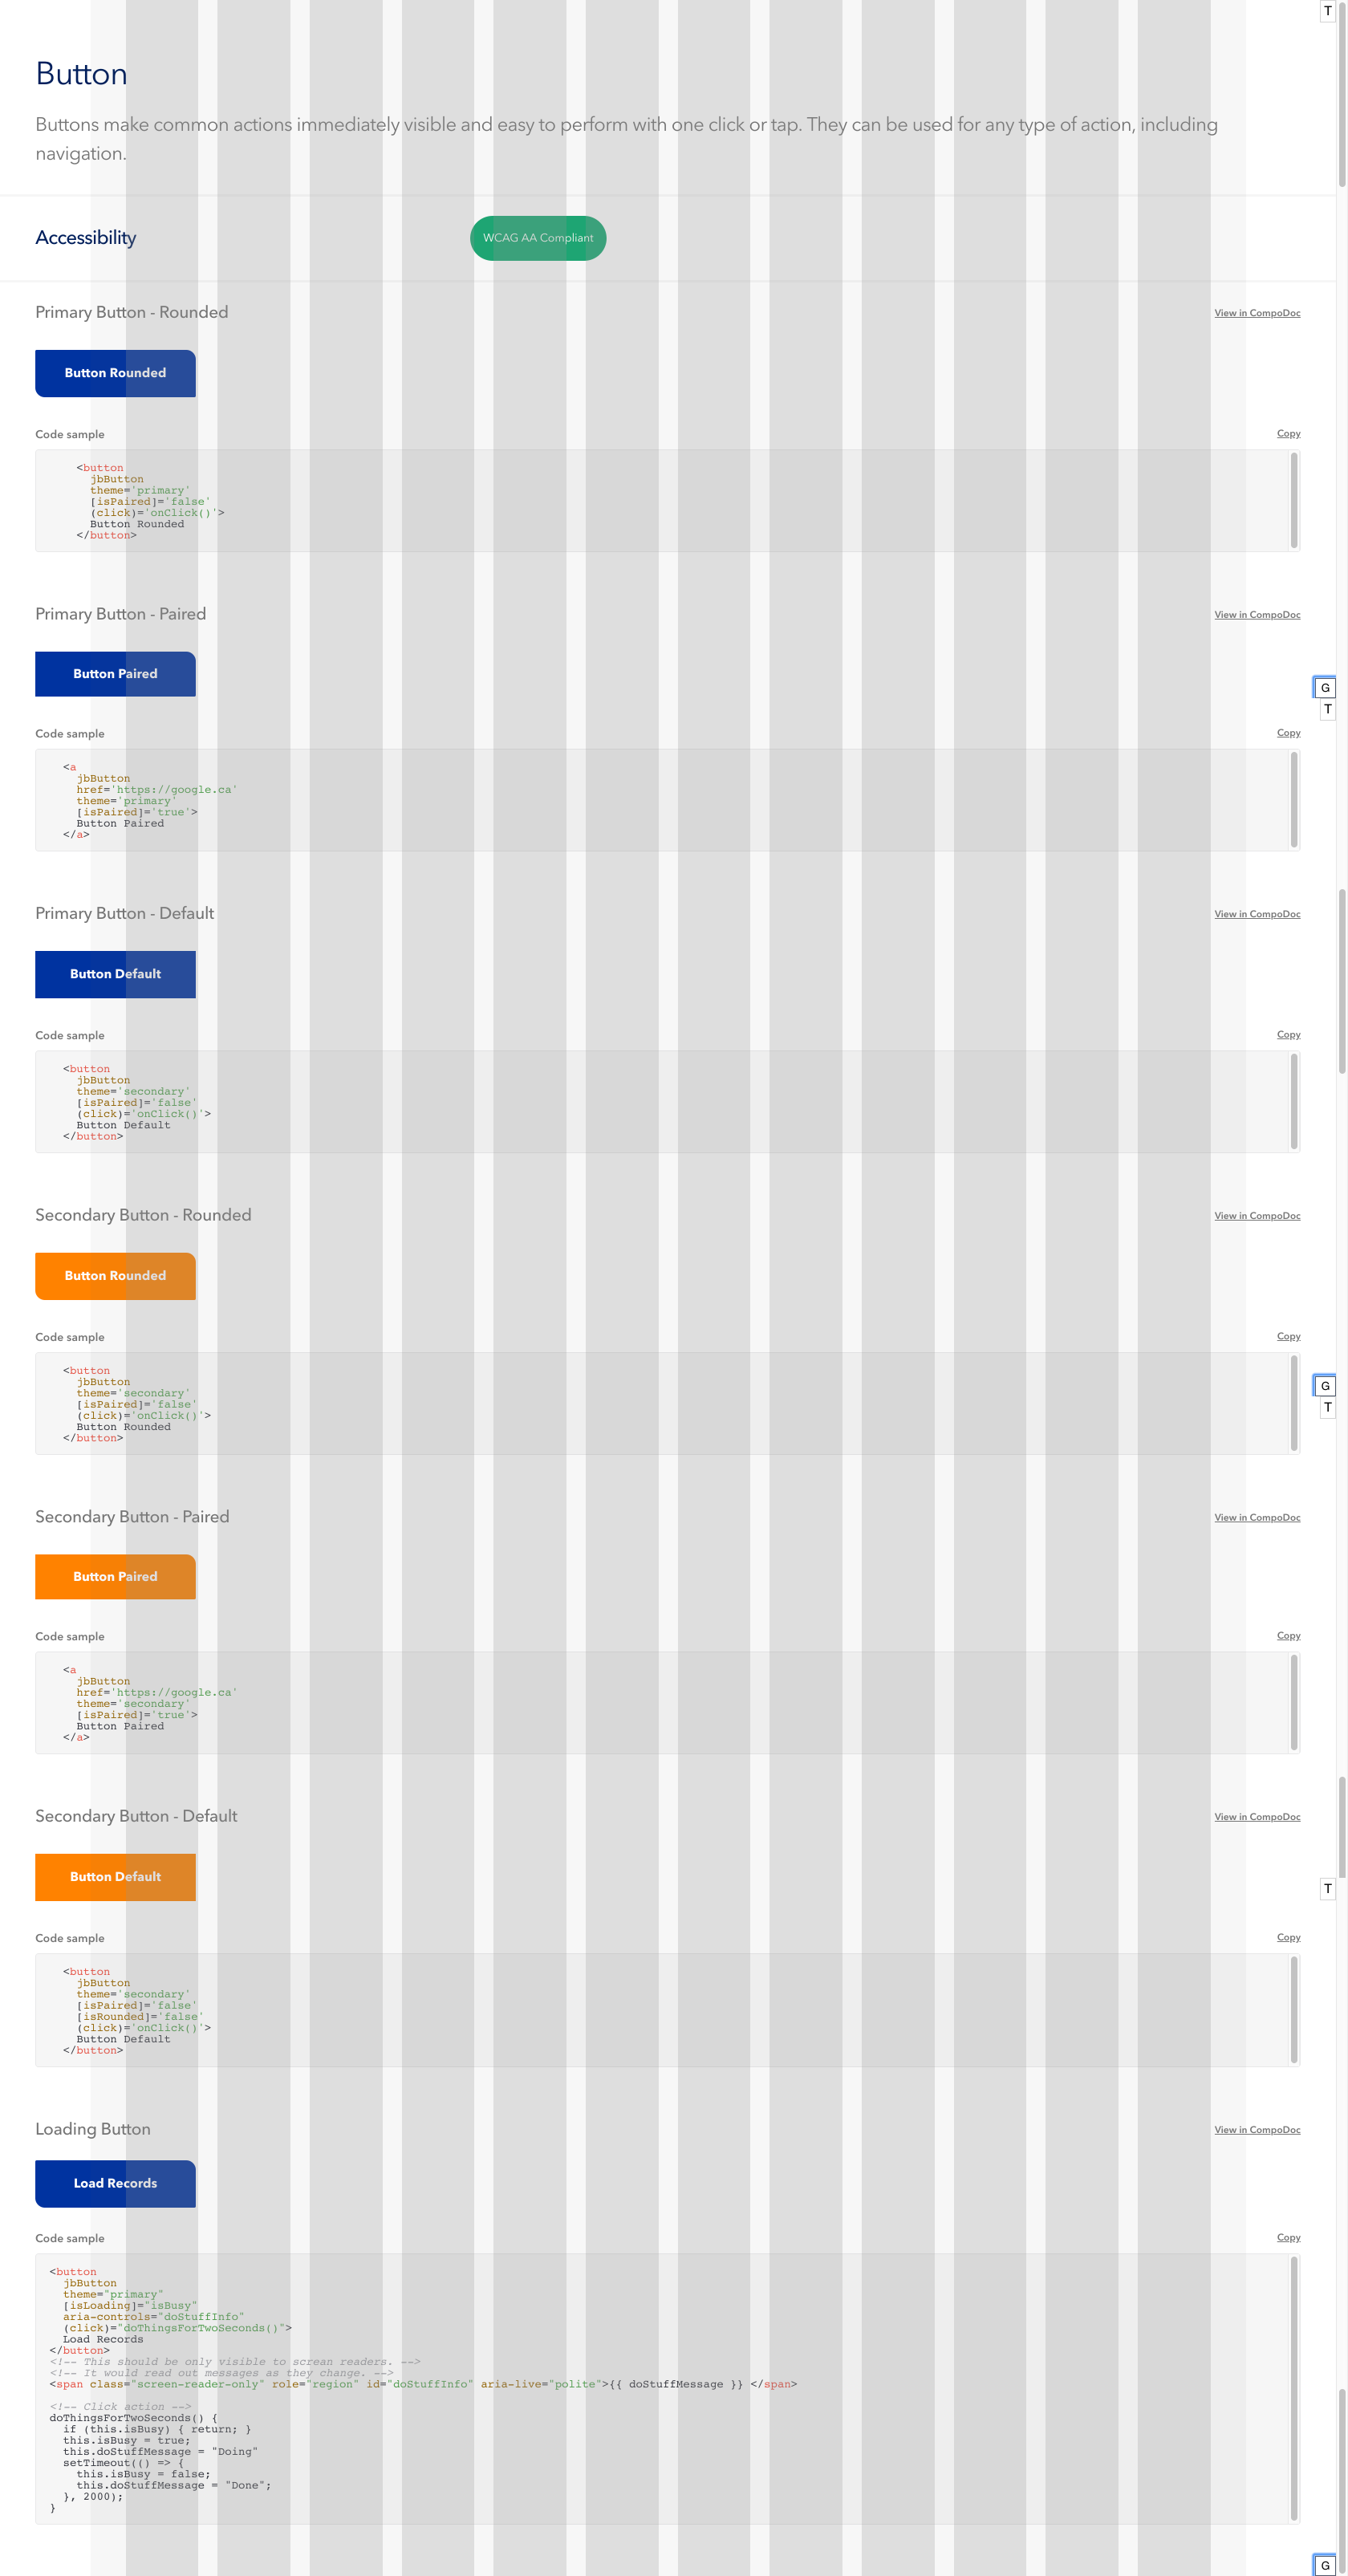 T
Button
Buttons make common actions immediately visible and easy to perform with one click or tap. They can be used for any type of action, including
navigation.
Accessibility
WCAG AA Compliant
Primary Button - Rounded
View in CompoDoc
Button Rounded
Code sample
Copy
<button
jbButton
theme='primary'
[isPaired]='false'
(click)='onClick()'>
Button Rounded
</button>
Primary Button - Paired
View in CompoDoc
Button Paired
G
T
Code sample
Copy
<a
jbButton
href='https://google.ca'
theme='primary'
[isPaired]='true'>
Button Paired
</a>
Primary Button - Default
View in CompoDoc
Button Default
Code sample
Copy
<button
jbButton
theme='secondary'
[isPaired]='false'
(click)='onClick()'>
Button Default
</button>
Secondary Button - Rounded
View in CompoDoc
Button Rounded
Code sample
Copy
<button
jbButton
theme='secondary'
[isPaired]='false'
(click)='onClick()'>
Button Rounded
</button>
G
T
Secondary Button - Paired
View in CompoDoc
Button Paired
Code sample
Copy
<a
jbButton
href='https://google.ca'
theme='secondary'
[isPaired]='true'>
Button Paired
</a>
Secondary Button - Default
View in CompoDoc
Button Default
T
Code sample
Copy
<button
jbButton
theme='secondary'
[isPaired]='false'
[isRounded]='false'
(click)='onClick()'>
Button Default
</button>
Loading Button
View in CompoDoc
Load Records
Code sample
Copy
<button
jbButton
theme="primary"
[isLoading]="isBusy"
aria-controls="doStuffInfo"
(click)="doThingsForTwoSeconds()">
Load Records
</button>
<!-- This should be only visible to screan readers. -->
<!-- It would read out messages as they change. -->
<span class="screen-reader-only" role="region" id="doStuffInfo" aria-live="polite">{{ doStuffMessage }} </span>
<!-- Click action -->
doThingsForTwoSeconds() {
if (this.isBusy) { return; }
this.isBusy = true;
this.doStuffMessage = "Doing"
setTimeout(() => {
this.isBusy = false;
this.doStuffMessage = "Done";
}, 2000);
}
G